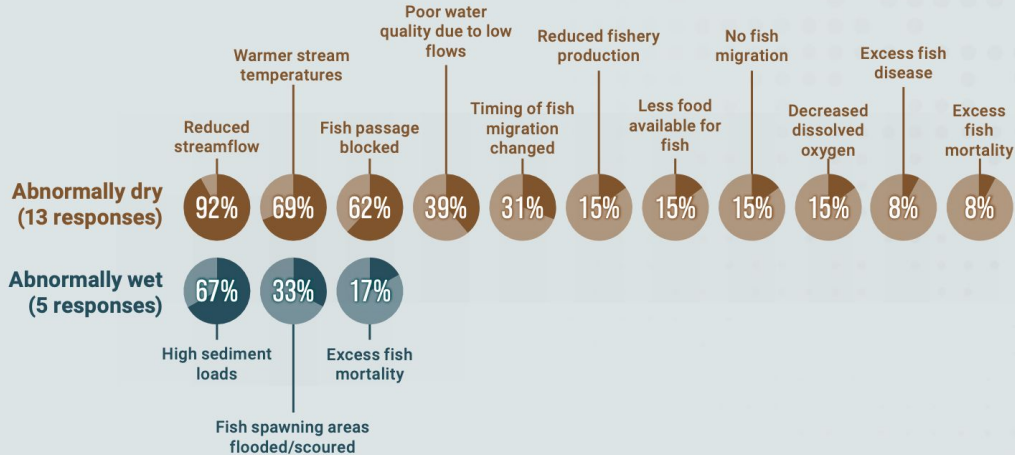 Poor water
quality due to low
flows
Reduced fishery
production
No fish
migration
Warmer stream
temperatures
Excess fish
disease
Timing of fish
migration
changed
Less food
available for
fish
Decreased
dissolved
oxygen
Excess
fish
mortality
Reduced
streamflow
Fish passage
blocked
Abnormally dry
(13 responses)
92% 69% 62% 39% 31% 15% 15% 15% 15% 8% 8%
Abnormally wet
(5 responses)
67% 33% 17%
High sediment
loads
Excess fish
mortality
Fish spawning areas
flooded/scoured